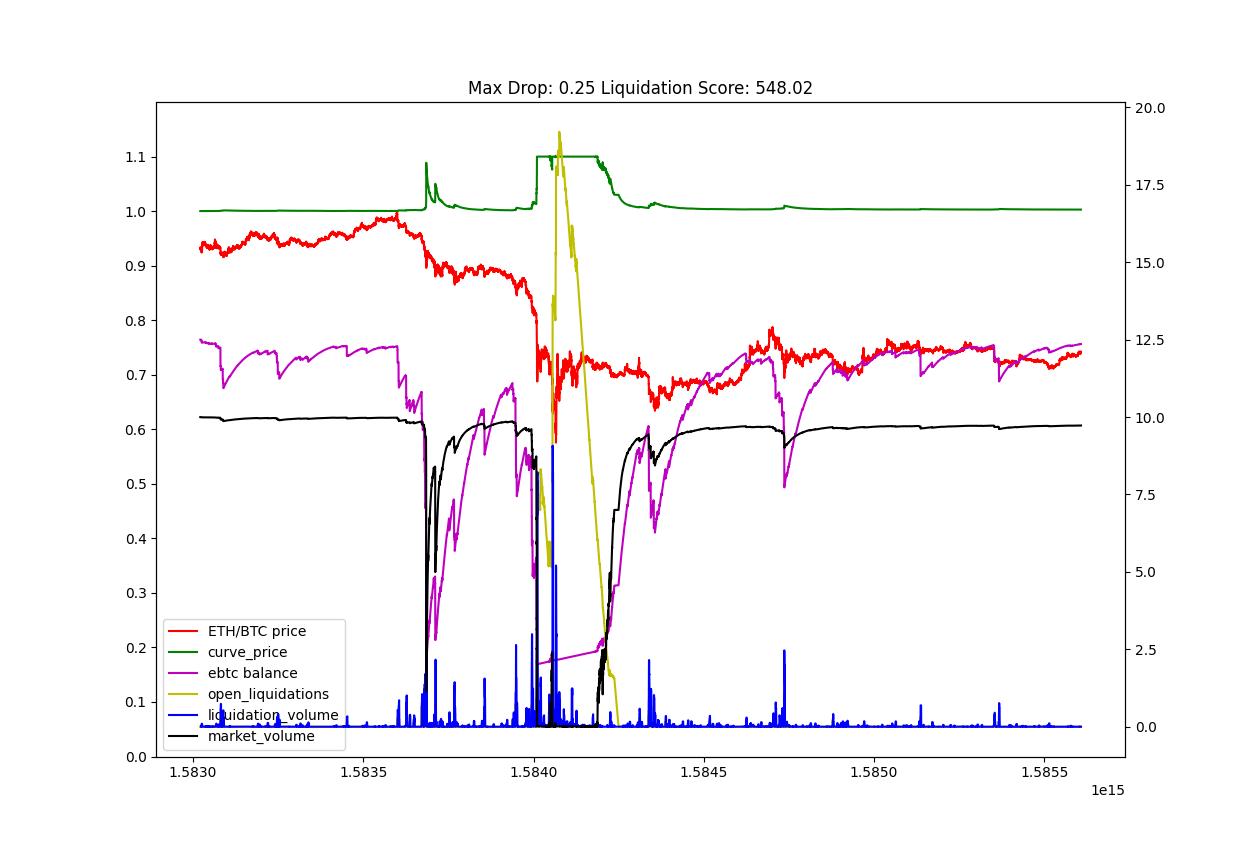 Max Drop: 0.25 Liquidation Score: 548.02
20.0
17.5
15.0
12.5
10.0
7.5
5.0
2.5
0.0
1.1
1.0
0.9
0.8
0.7
0.6
0.5
0.4
0.3
0.2
0.1
0.0
ETH/BTC price
curve_price
ebtc balance
open_liquidations
liquidation_volume
market_volume
1.5830 1.5835 1.5840 1.5845 1.5850 1.5855
1e15